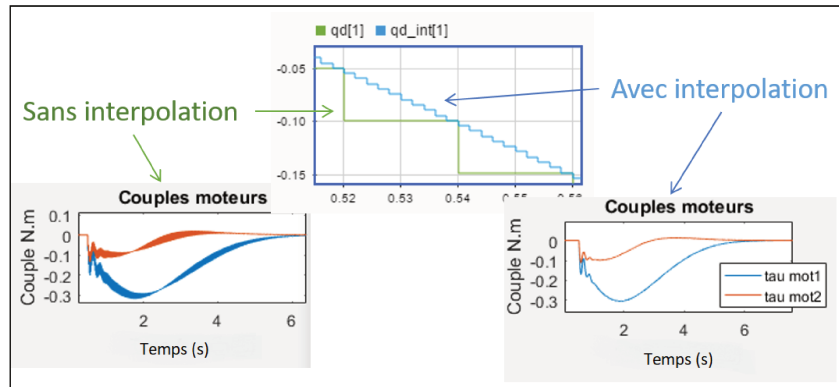 qd[1] qd_int[1]
-0.05
-0.10
-0.15
0.52 0.53 0.54 0.58
Sans interpolation
Avec interpolation
Couples moteurs
Couple N.m
0.1
0
-0.1
-0.2
-0.3
2 4 6
Temps (s)
Couples moteurs
Couple N.m
0
-0.1
-0.2
-0.3
tau mot1
tau mot2
2 4 6
Temps (s)